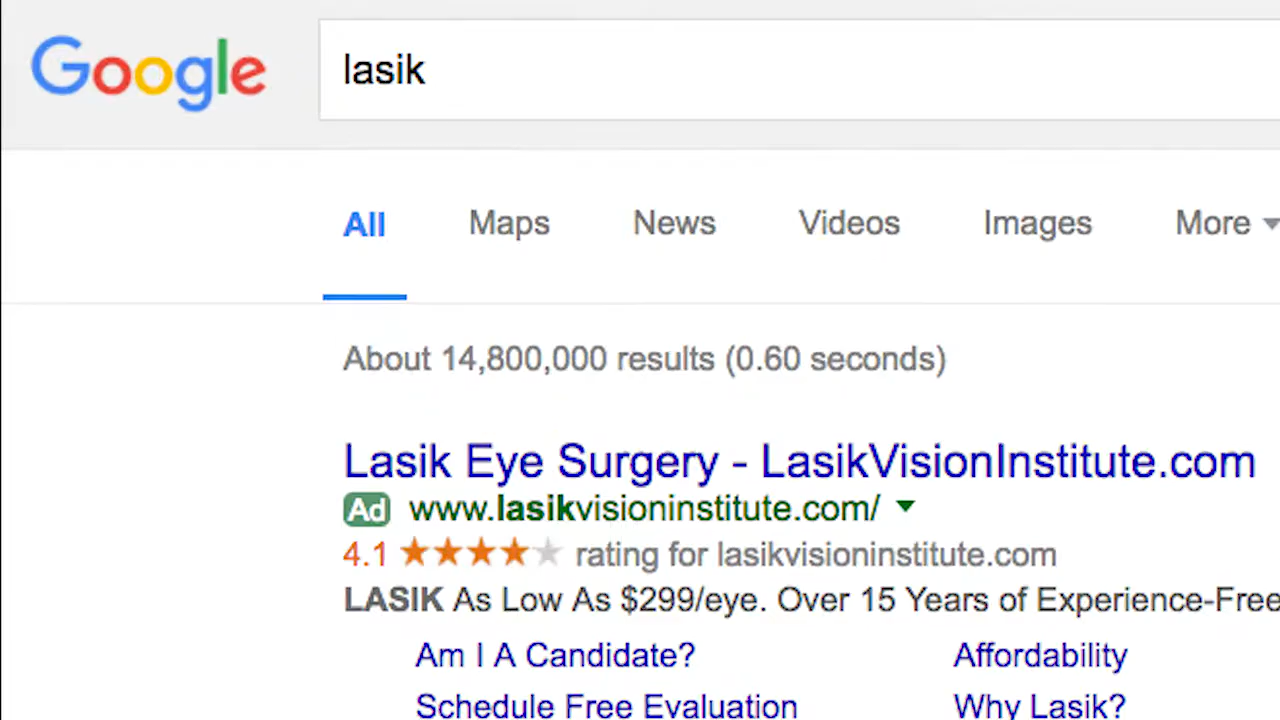 Google lasik
All Maps News Videos Images More
About 14,800,000 results (0.60 seconds)
Lasik Eye Surgery - LasikVisionInstitute.com
Ad www.lasikvisioninstitute.com/
4.1 rating for lasikvisioninstitute.com
LASIK As Low As $299/eye. Over 15 Years of Experience-Free
Am I A Candidate? Affordability
Schedule Free Evaluation Why Lasik?